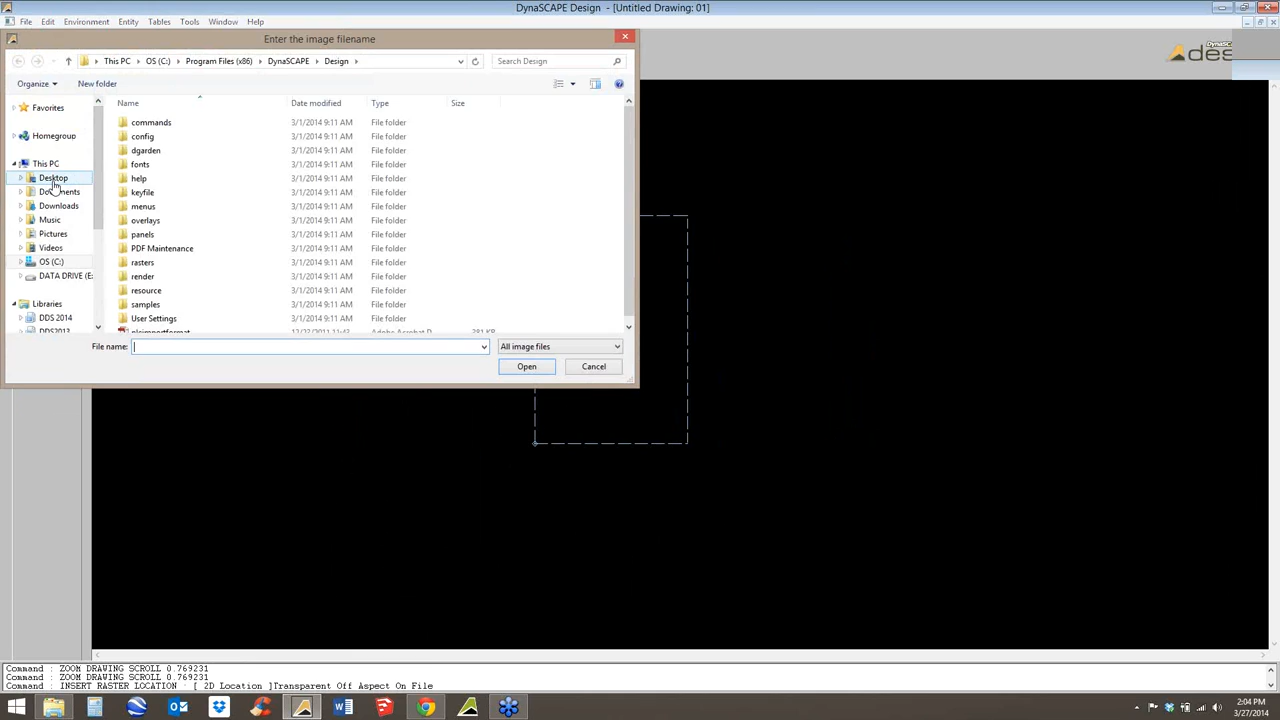 DynaSCAPE Design - [Untitled Drawing: 01]
File Edit Environment Entity Tables Tools Window Help
Enter the image filename
This PC OS (C:) Program Files (x86) DynaSCAPE Design
Search Design
Organize New folder
Name Date modified Type Size
Favorites
Homegroup
This PC
Desktop
Documents
Downloads
Music
Pictures
Videos
OS (C:)
DATA DRIVE (E:
Libraries
DDS 2014
DDS2013
commands 3/1/2014 9:11 AM File folder
config 3/1/2014 9:11 AM File folder
dgarden 3/1/2014 9:11 AM File folder
fonts 3/1/2014 9:11 AM File folder
help 3/1/2014 9:11 AM File folder
keyfile 3/1/2014 9:11 AM File folder
menus 3/1/2014 9:11 AM File folder
overlays 3/1/2014 9:11 AM File folder
panels 3/1/2014 9:11 AM File folder
PDF Maintenance 3/1/2014 9:11 AM File folder
rasters 3/1/2014 9:11 AM File folder
render 3/1/2014 9:11 AM File folder
resource 3/1/2014 9:11 AM File folder
samples 3/1/2014 9:11 AM File folder
User Settings 3/1/2014 9:11 AM File folder
File name: All image files
Open Cancel
Command : ZOOM DRAWING SCROLL 0.769231
Command : ZOOM DRAWING SCROLL 0.769231
Command : INSERT RASTER LOCATION : [ 2D Location ]Transparent Off Aspect On File
2:04 PM
3/27/2014